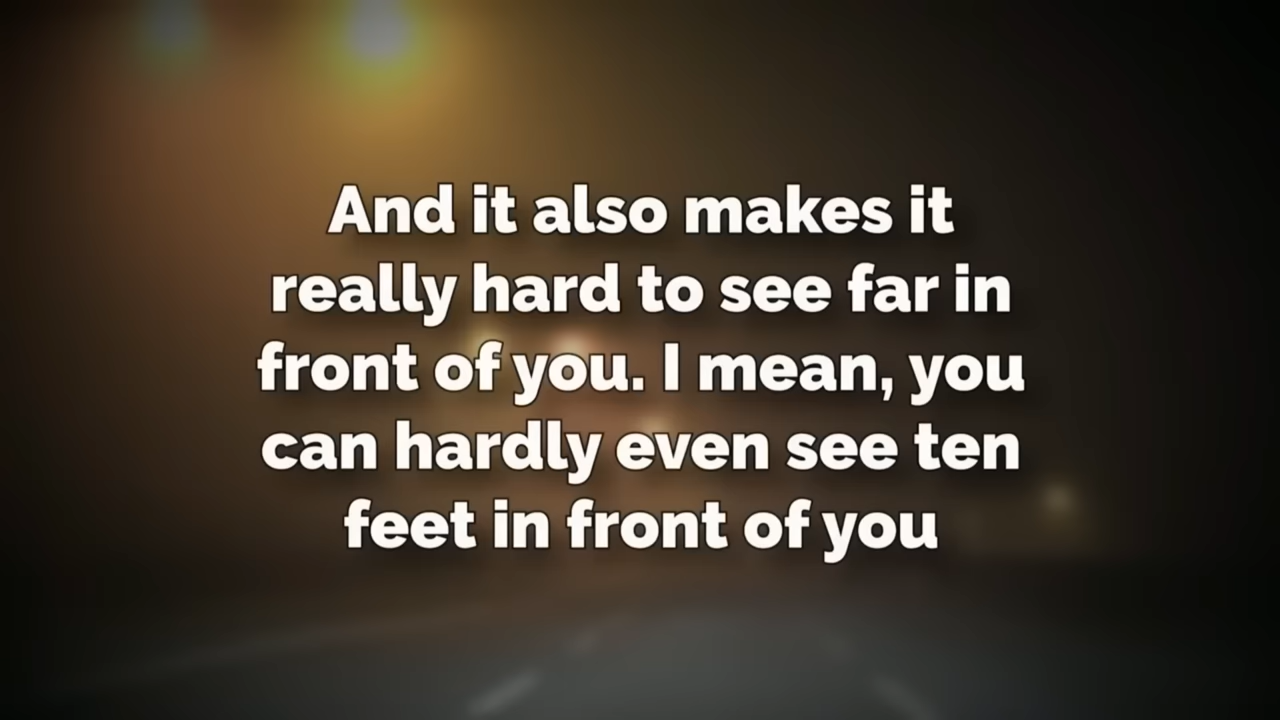 And it also makes it
really hard to see far in
front of you. I mean, you
can hardly even see ten
feet in front of you